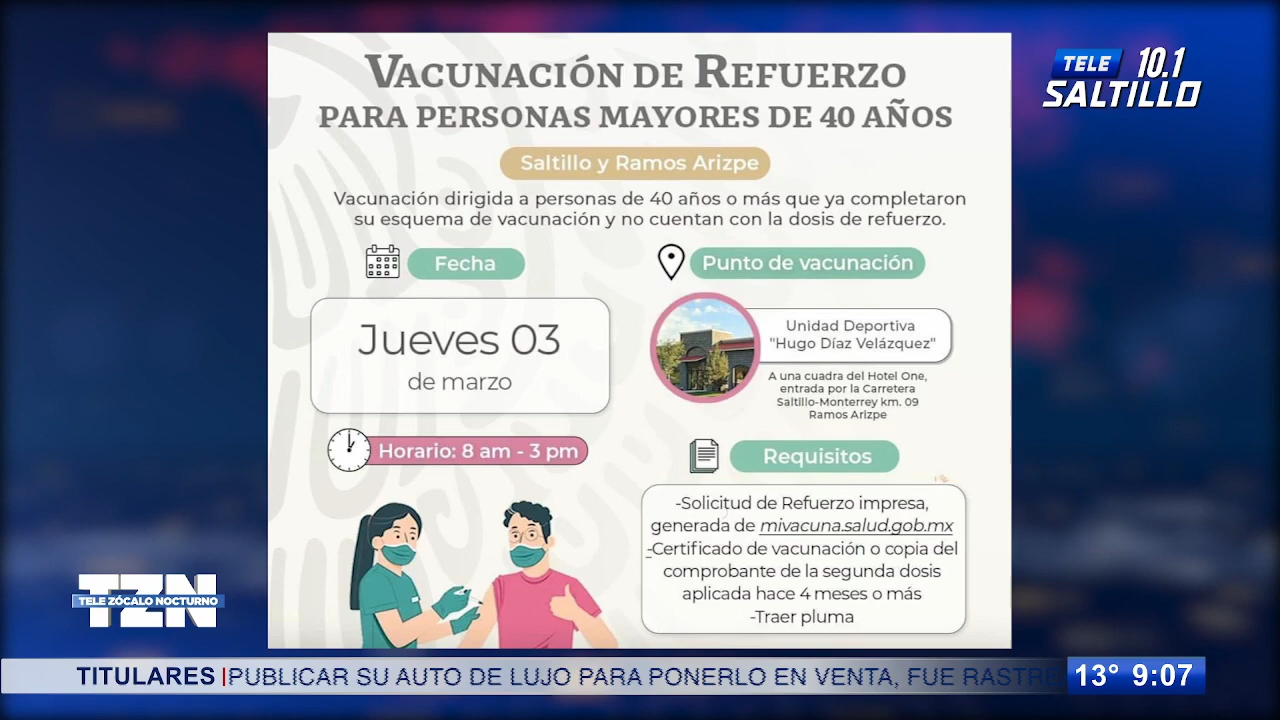 VACUNACIÓN DE REFUERZO
PARA PERSONAS MAYORES DE 40 AÑOS
Saltillo y Ramos Arizpe
Vacunación dirigida a personas de 40 años o más que ya completaron
su esquema de vacunación y no cuentan con la dosis de refuerzo.
Fecha
Jueves 03
de marzo
Horario: 8 am - 3 pm
Punto de vacunación
Unidad Deportiva
"Hugo Díaz Velázquez"
A una cuadra del Hotel One,
entrada por la Carretera
Saltillo-Monterrey km. 09
Ramos Arizpe
Requisitos
-Solicitud de Refuerzo impresa,
generada de mivacuna.salud.gob.mx
-Certificado de vacunación o copia del
comprobante de la segunda dosis
aplicada hace 4 meses o más
-Traer pluma
TELE 10.1
SALTILLO
TZN
TELE ZÓCALO NOCTURNO
TITULARES PUBLICAR SU AUTO DE LUJO PARA PONERLO EN VENTA, FUE RASTRE
13° 9:07